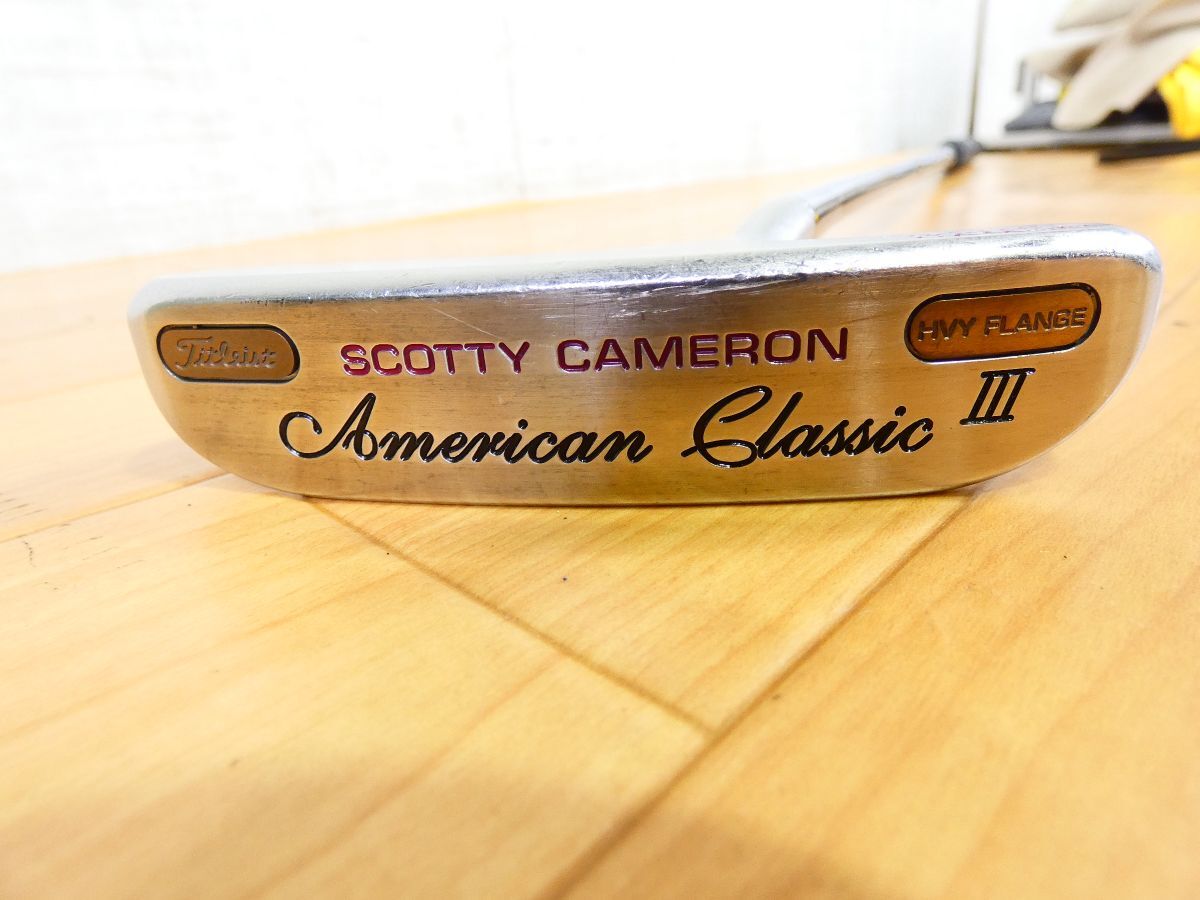 Titleist
SCOTTY CAMERON
HVY FLANGE
American Classic III